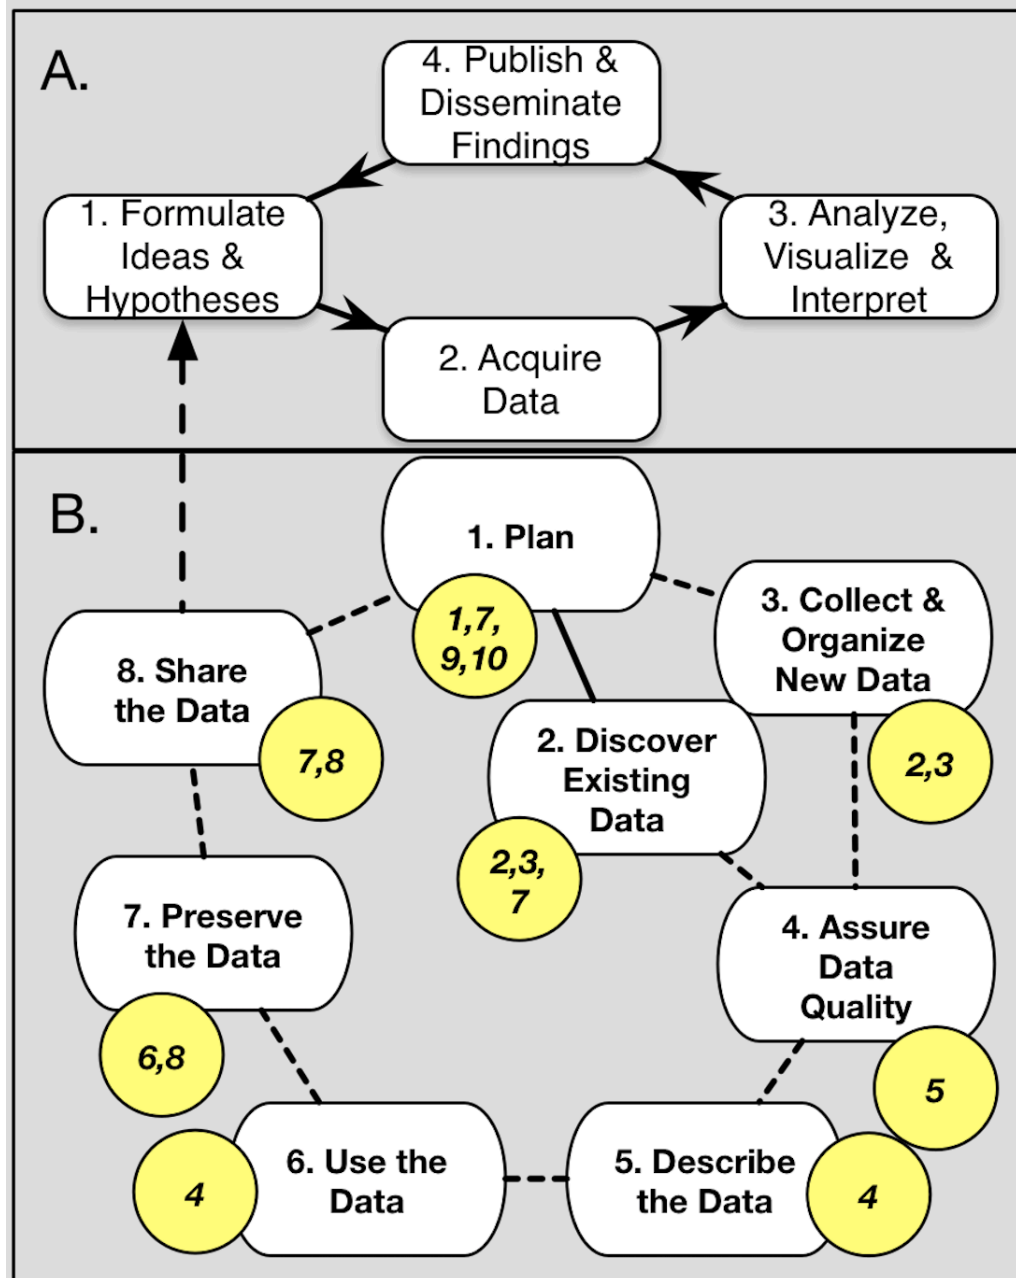 A.
4. Publish &
Disseminate
Findings
1. Formulate
Ideas &
Hypotheses
3. Analyze,
Visualize &
Interpret
2. Acquire
Data
B.
1. Plan
1,7,
9,10
3. Collect &
Organize
New Data
2,3
8. Share
the Data
7,8
2. Discover
Existing
Data
2,3,
7
7. Preserve
the Data
6,8
4. Assure
Data
Quality
5
6. Use the
Data
4
5. Describe
the Data
4